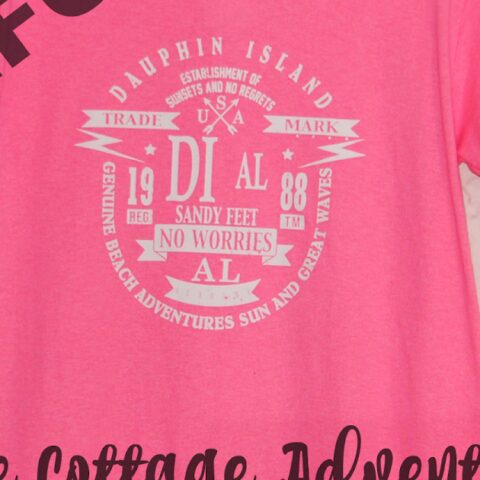 DAUPHIN ISLAND
ESTABLISHMENT OF
SUNSETS AND NO REGRETS
USA
TRADE MARK
19 DI AL 88
REG TM
SANDY FEET
NO WORRIES
AL
GENUINE BEACH ADVENTURES SUN AND GREAT WAVES
Cottage Advent